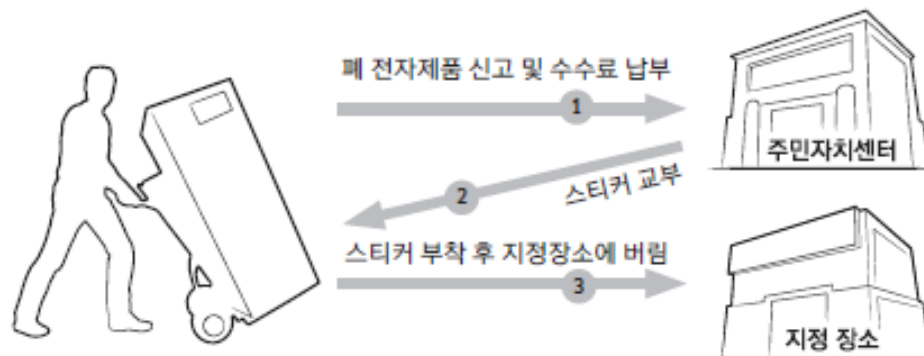 폐 전자제품 신고 및 수수료 납부
1
주민자치센터
스티커 교부
2
스티커 부착 후 지정장소에 버림
3
지정 장소